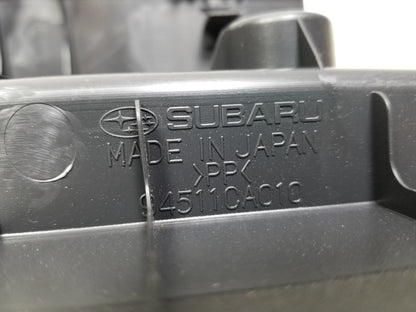 SUBARU
MADE IN JAPAN
>PP<
94511CA010